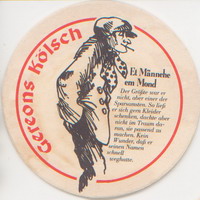 Gereons Kölsch
Et Männche
em Mond
Der Größte war er
nicht, aber einer der
Sparsamsten. So ließ
er sich gern Kleider
schenken, dachte aber
nicht im Traum da-
ran, sie passend zu
machen. Kein
Wunder, daß er
seinen Namen
schnell
weghatte.